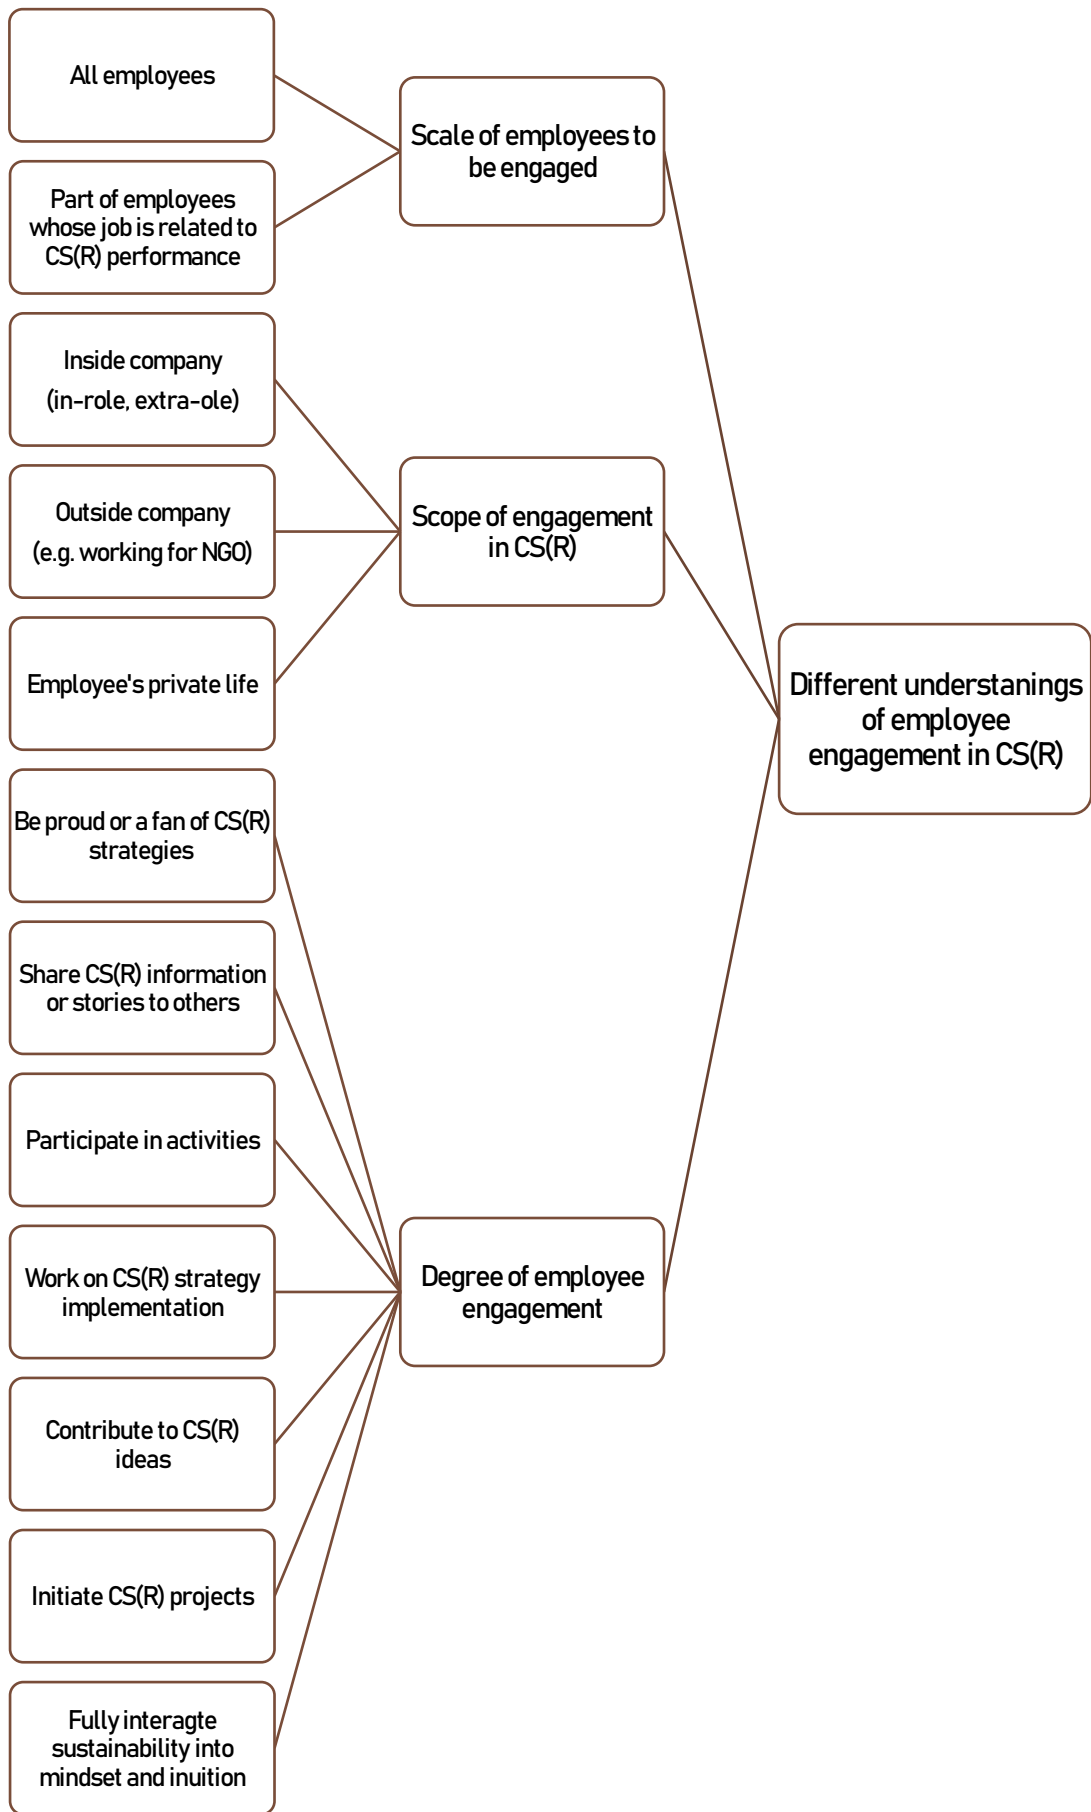 All employees
Part of employees
whose job is related to
CS(R) performance
Scale of employees to
be engaged
Inside company
(in-role, extra-ole)
Outside company
(e.g. working for NGO)
Employee's private life
Scope of engagement
in CS(R)
Different understanings
of employee
engagement in CS(R)
Be proud or a fan of CS(R)
strategies
Share CS(R) information
or stories to others
Participate in activities
Work on CS(R) strategy
implementation
Contribute to CS(R)
ideas
Initiate CS(R) projects
Fully interagte
sustainability into
mindset and inuition
Degree of employee
engagement